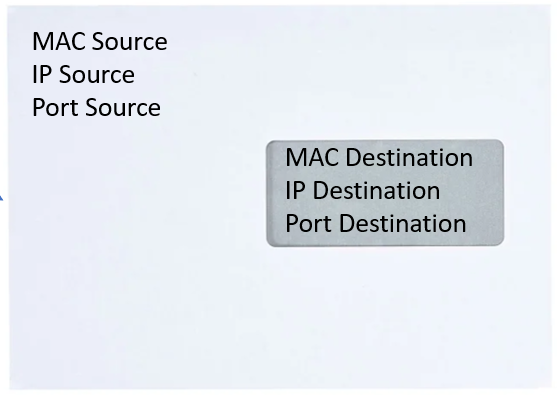 MAC Source
IP Source
Port Source
MAC Destination
IP Destination
Port Destination